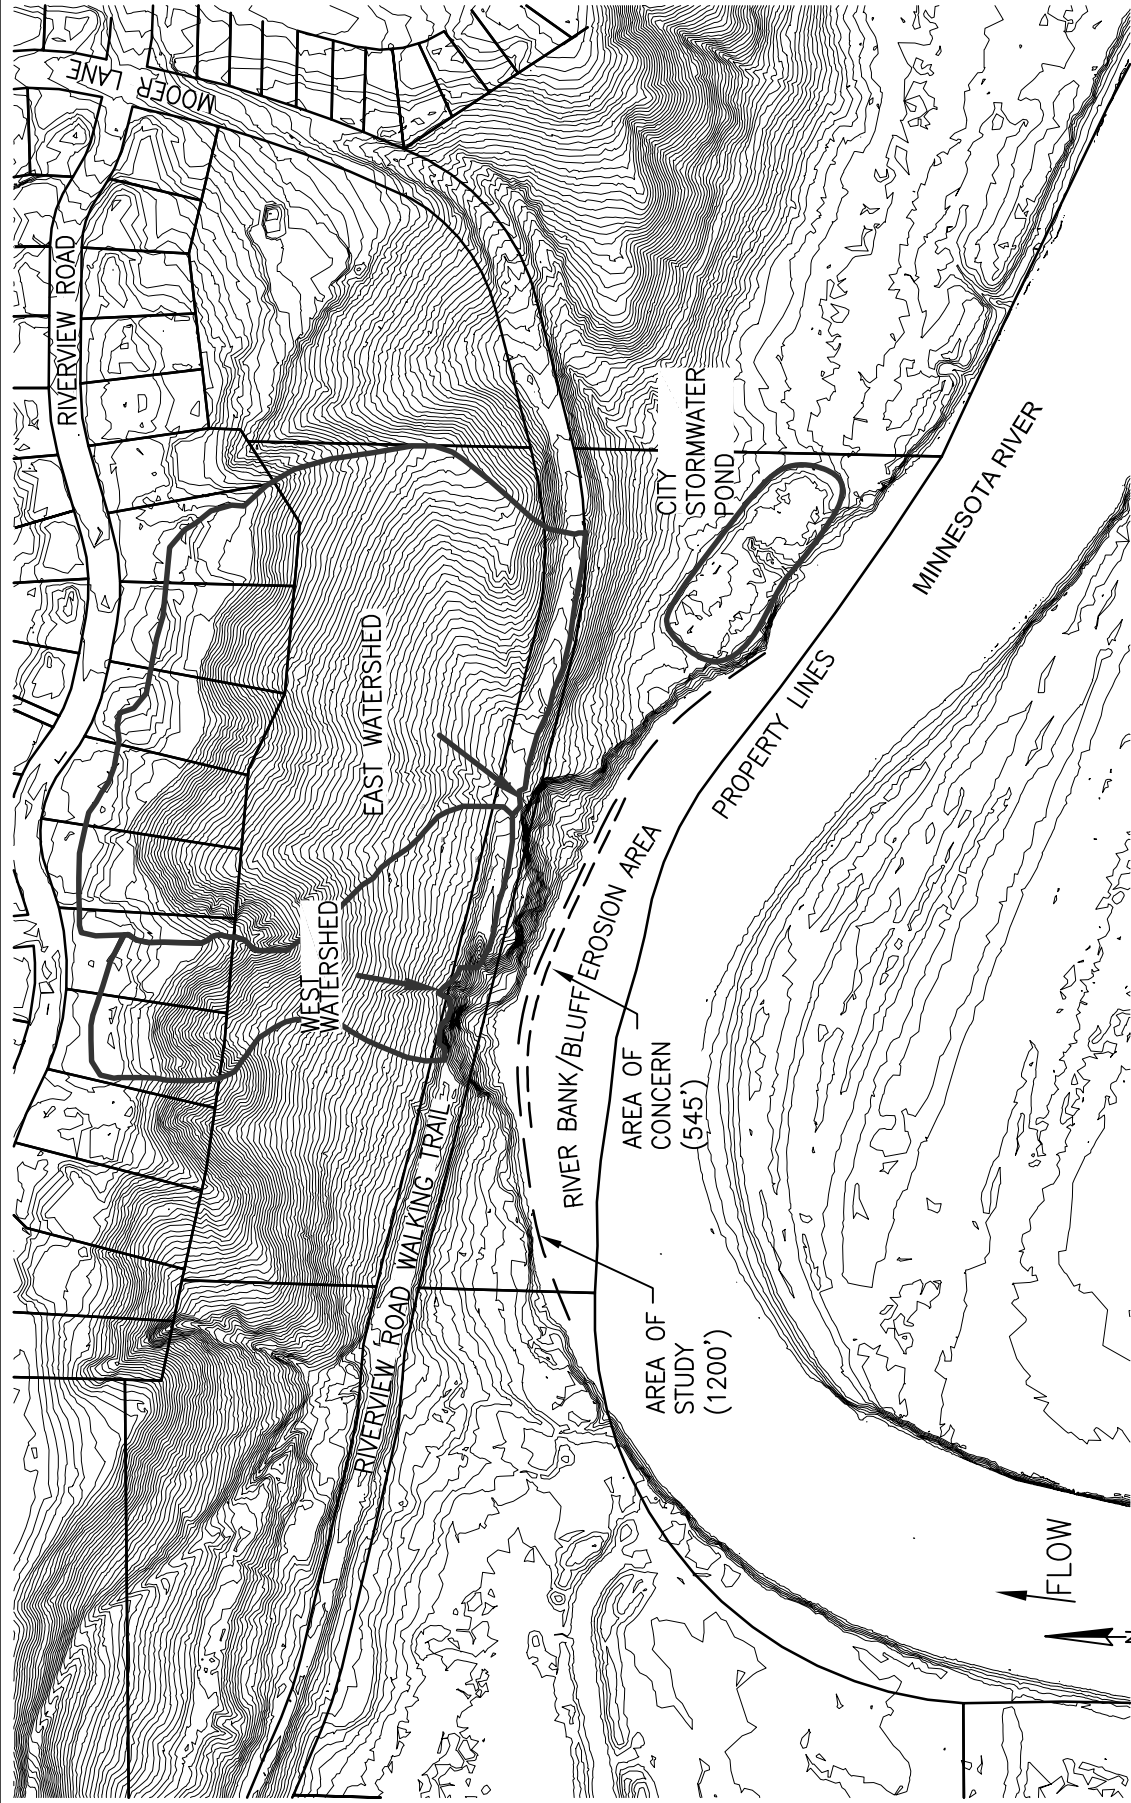 MOOER
LANE
RIVERVIEW ROAD
CITY
STORMWATER
POND
MINNESOTA RIVER
EAST WATERSHED
PROPERTY LINES
WEST
WATERSHED
RIVER BANK/BLUFF EROSION AREA
AREA OF
CONCERN
(545')
RIVERVIEW ROAD WALKING TRAIL
AREA OF
STUDY
(1200')
FLOW
N